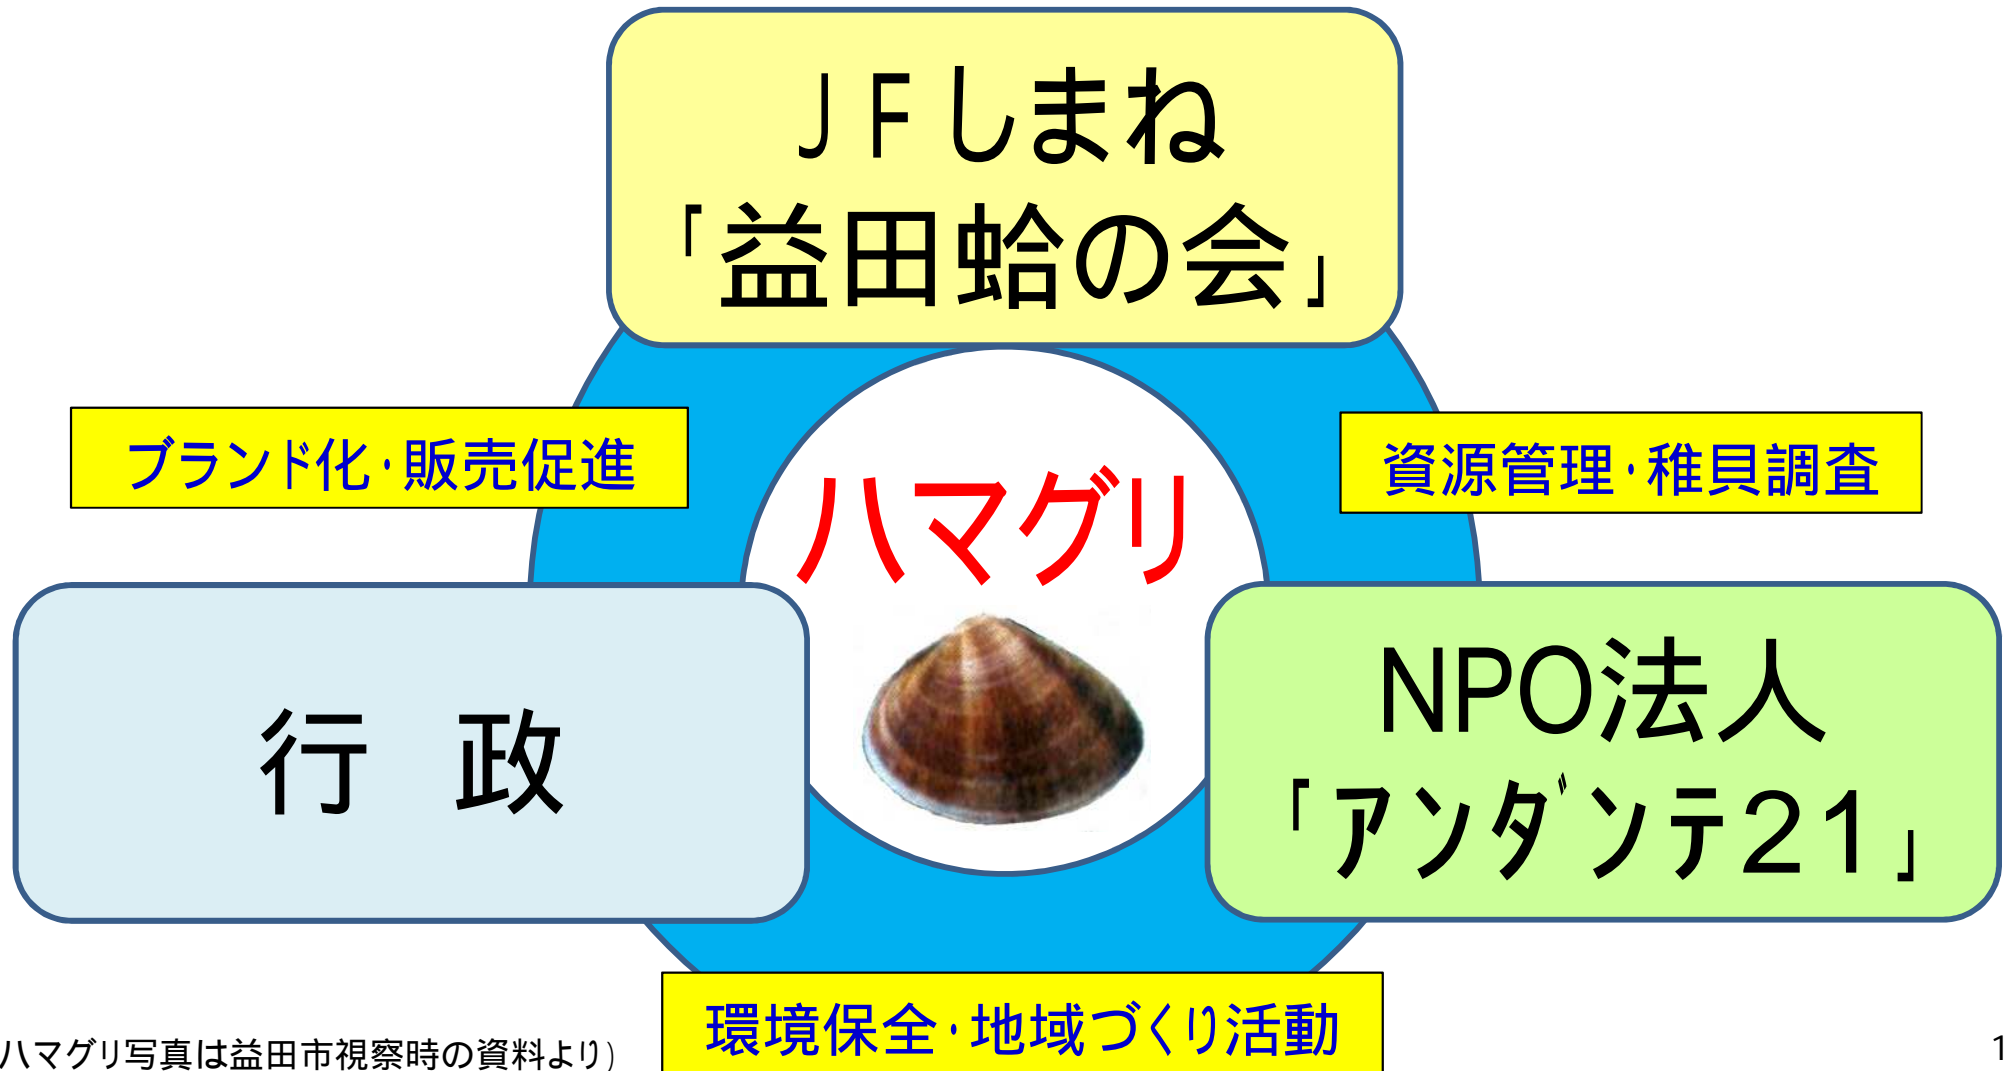 JFしまね
「益田蛤の会」
ブランド化・販売促進
資源管理・稚貝調査
ハマグリ
行 政
NPO法人
「アンダンテ21」
環境保全・地域づくり活動
ハマグリ写真は益田市視察時の資料より)
1